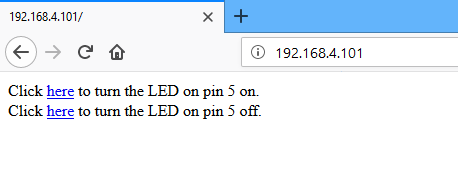 192.168.4.101/
192.168.4.101
Click here to turn the LED on pin 5 on.
Click here to turn the LED on pin 5 off.